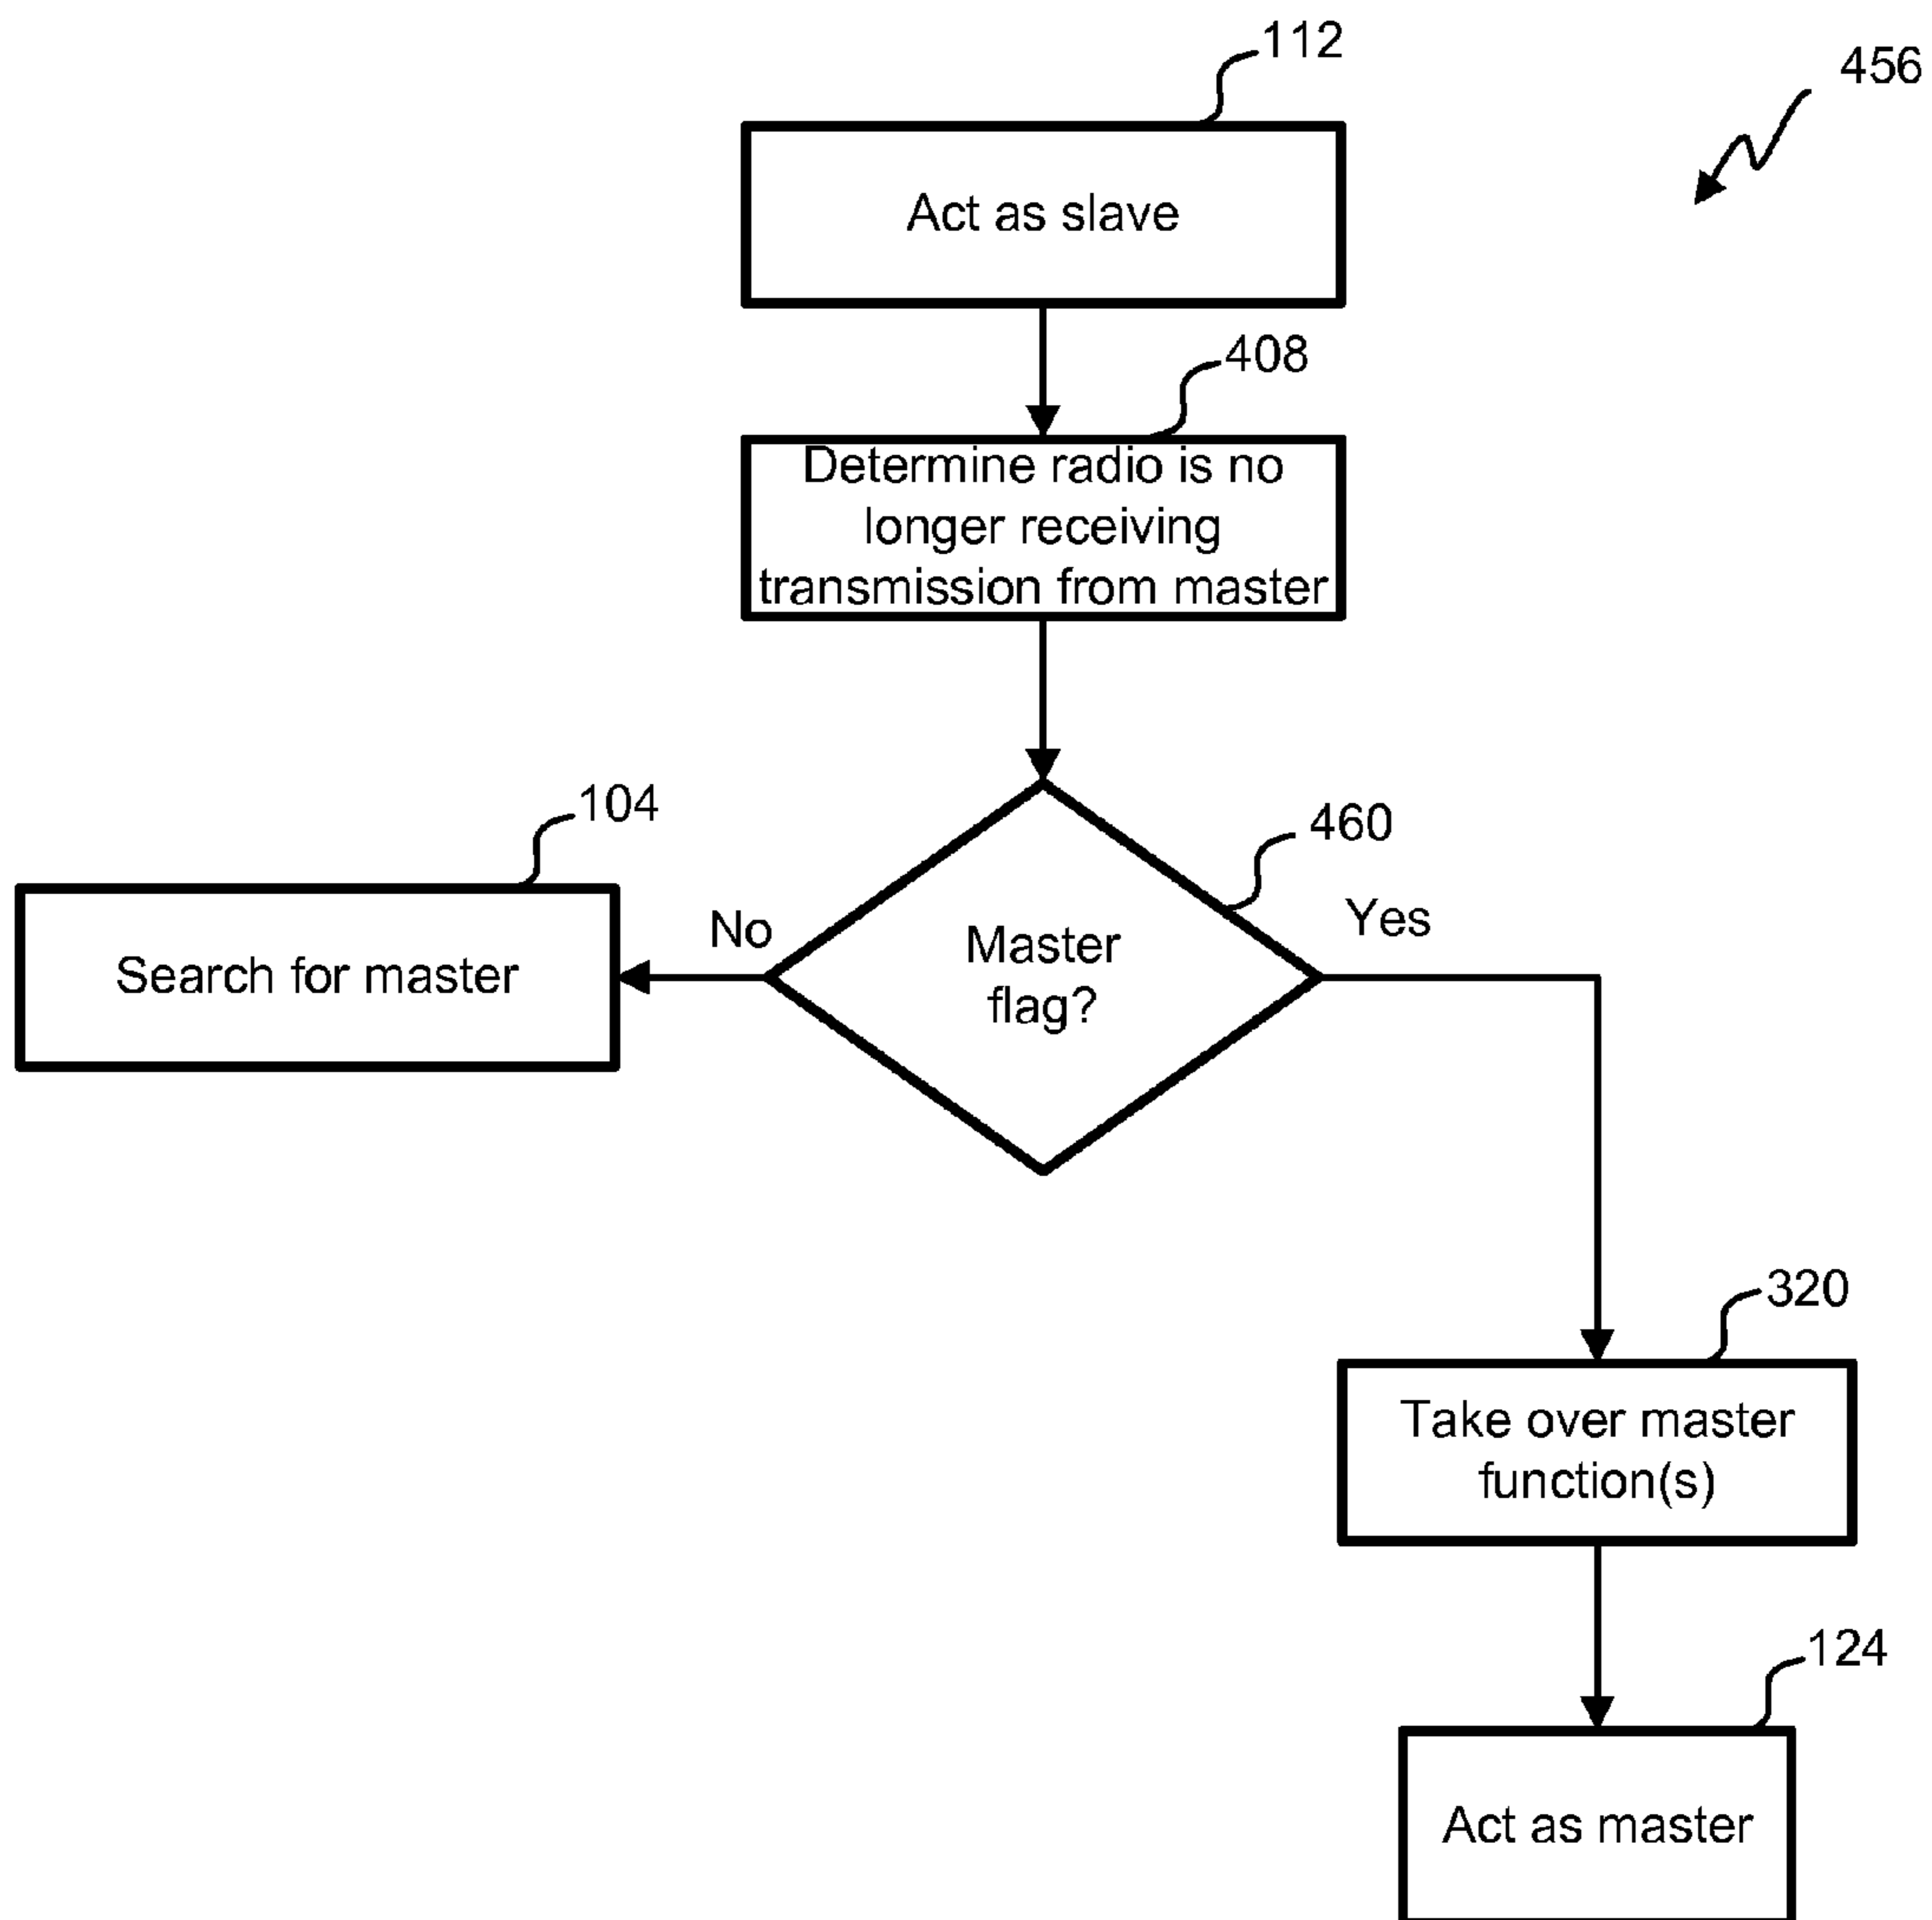 112
456
Act as slave
408
Determine radio is no
longer receiving
transmission from master
104
460
No
Yes
Master
flag?
Search for master
320
Take over master
function(s)
124
Act as master